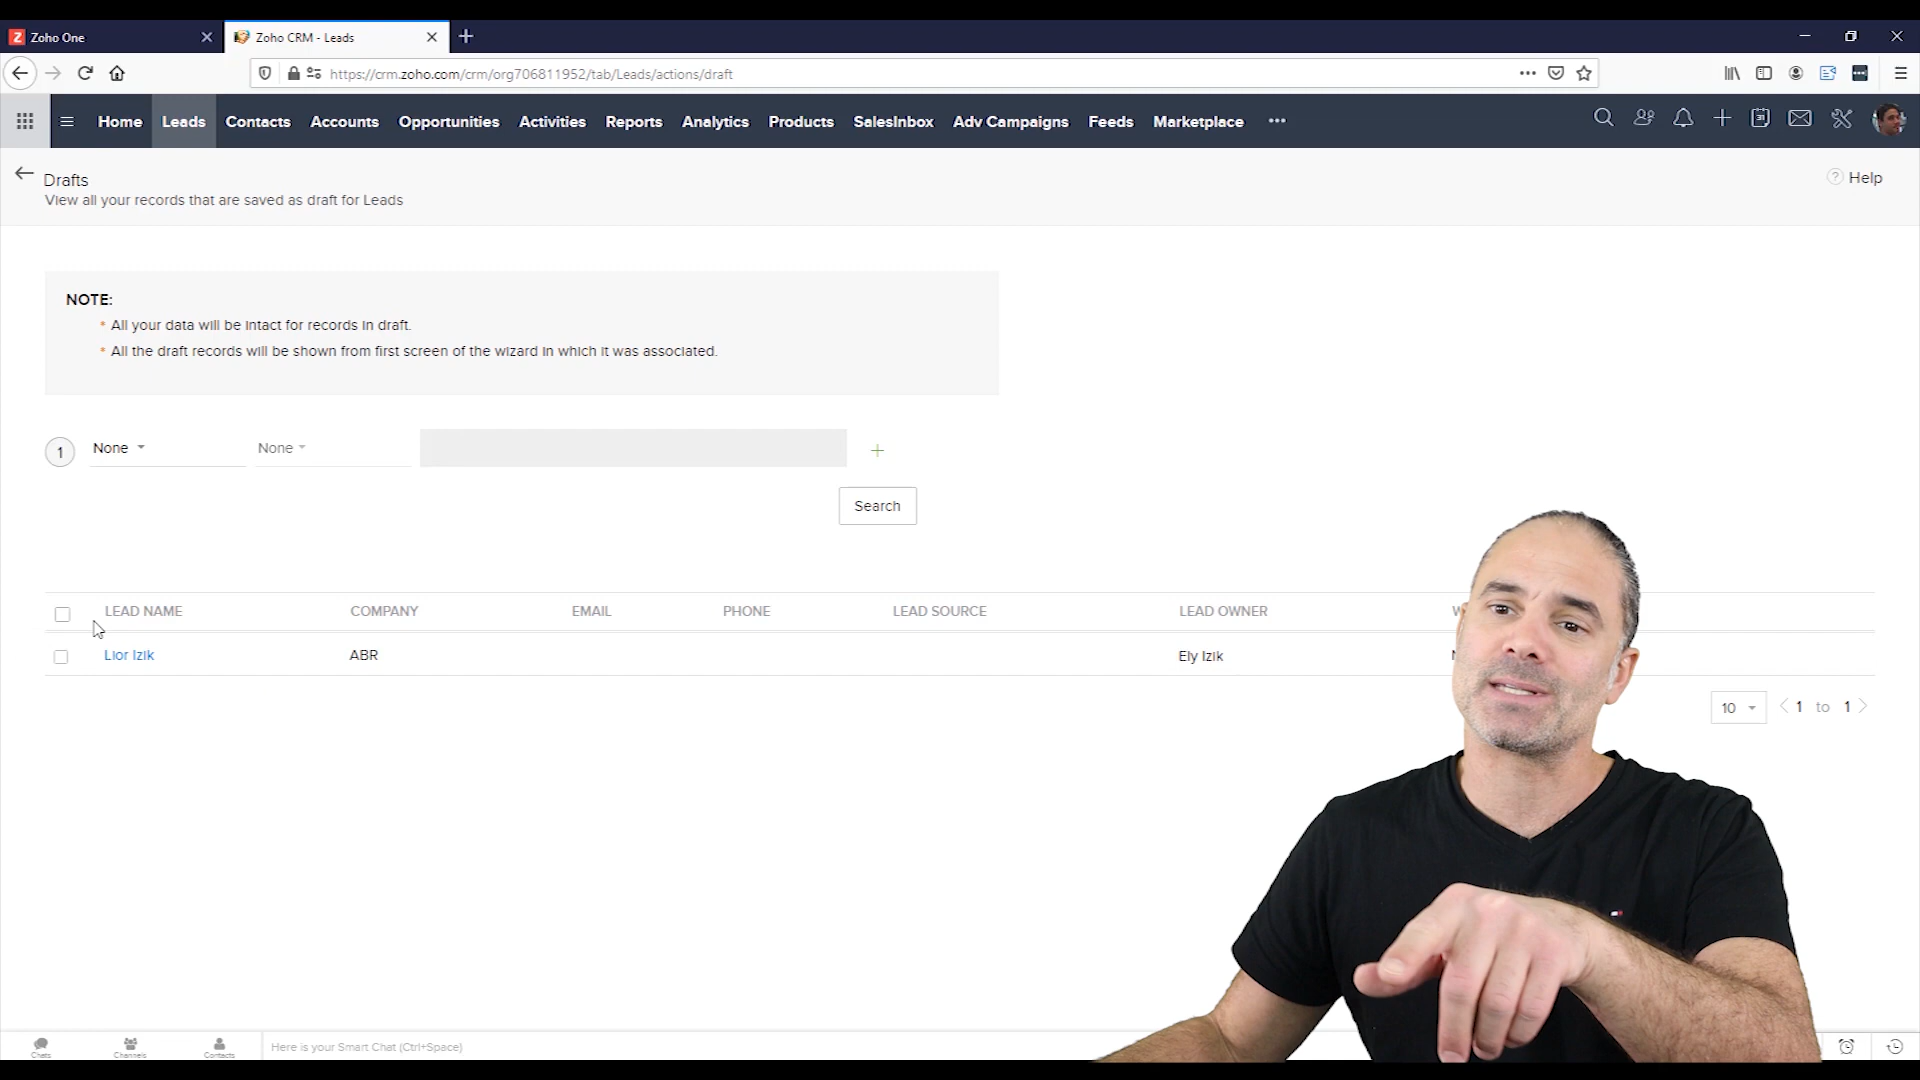 Zoho One
Zoho CRM - Leads
https://crm.zoho.com/crm/org706811952/tab/Leads/actions/draft
Home Leads Contacts Accounts Opportunities Activities Reports Analytics Products SalesInbox Adv Campaigns Feeds Marketplace
Drafts
View all your records that are saved as draft for Leads
Help
NOTE:
* All your data will be intact for records in draft.
* All the draft records will be shown from first screen of the wizard in which it was associated.
1 None None
Search
LEAD NAME COMPANY EMAIL PHONE LEAD SOURCE LEAD OWNER
Lior Izik ABR Ely Izik
10 1 to 1
Chats Channels Contacts Here is your Smart Chat (Ctrl+Space)